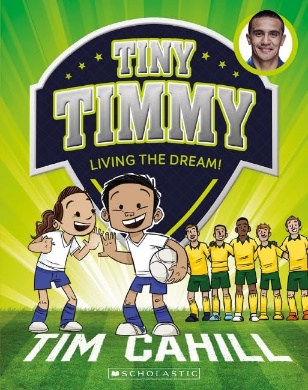 TINY
TIMMY
LIVING THE DREAM!
TIM CAHILL
SCHOLASTIC